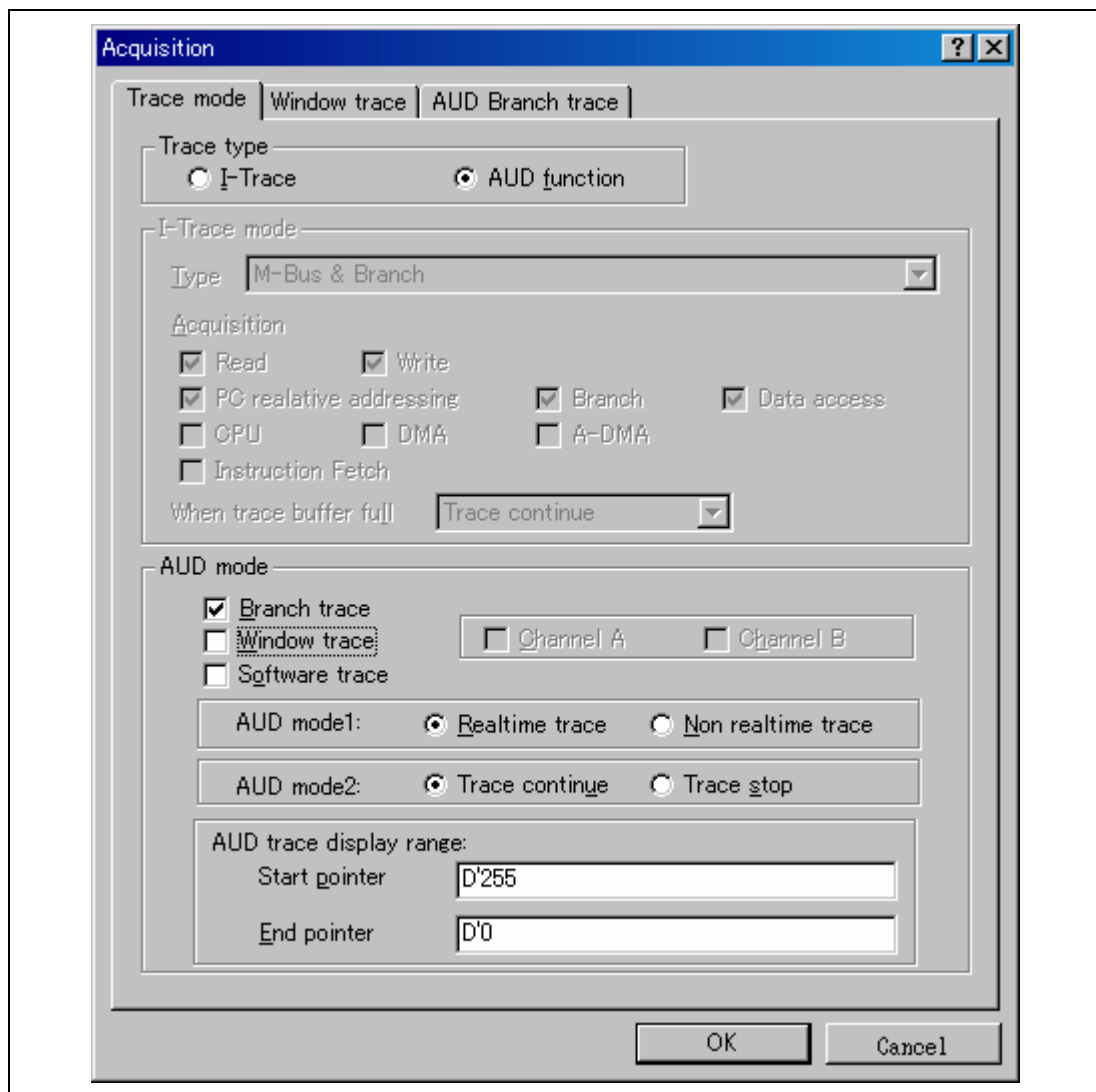 Acquisition
Trace mode Window trace AUD Branch trace
Trace type
I-Trace AUD function
I-Trace mode
Type M-Bus & Branch
Acquisition
Read Write
PC realative addressing Branch Data access
CPU DMA A-DMA
Instruction Fetch
When trace buffer full Trace continue
AUD mode
Branch trace
Window trace Channel A Channel B
Software trace
AUD mode1: Realtime trace Non realtime trace
AUD mode2: Trace continue Trace stop
AUD trace display range:
Start pointer D'255
End pointer D'0
OK Cancel